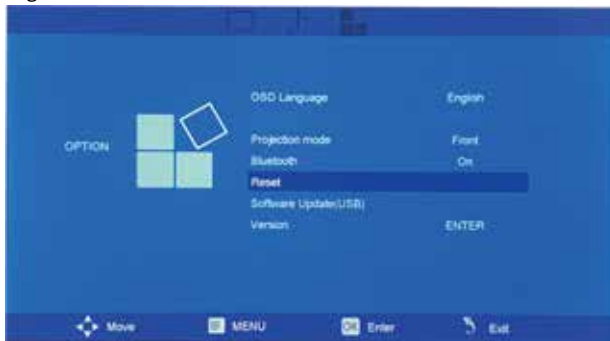 OSD Language English
OPTION
Projection mode Front
Bluetooth On
Reset
Software Update(USB)
Version ENTER
Move MENU OK Enter Exit